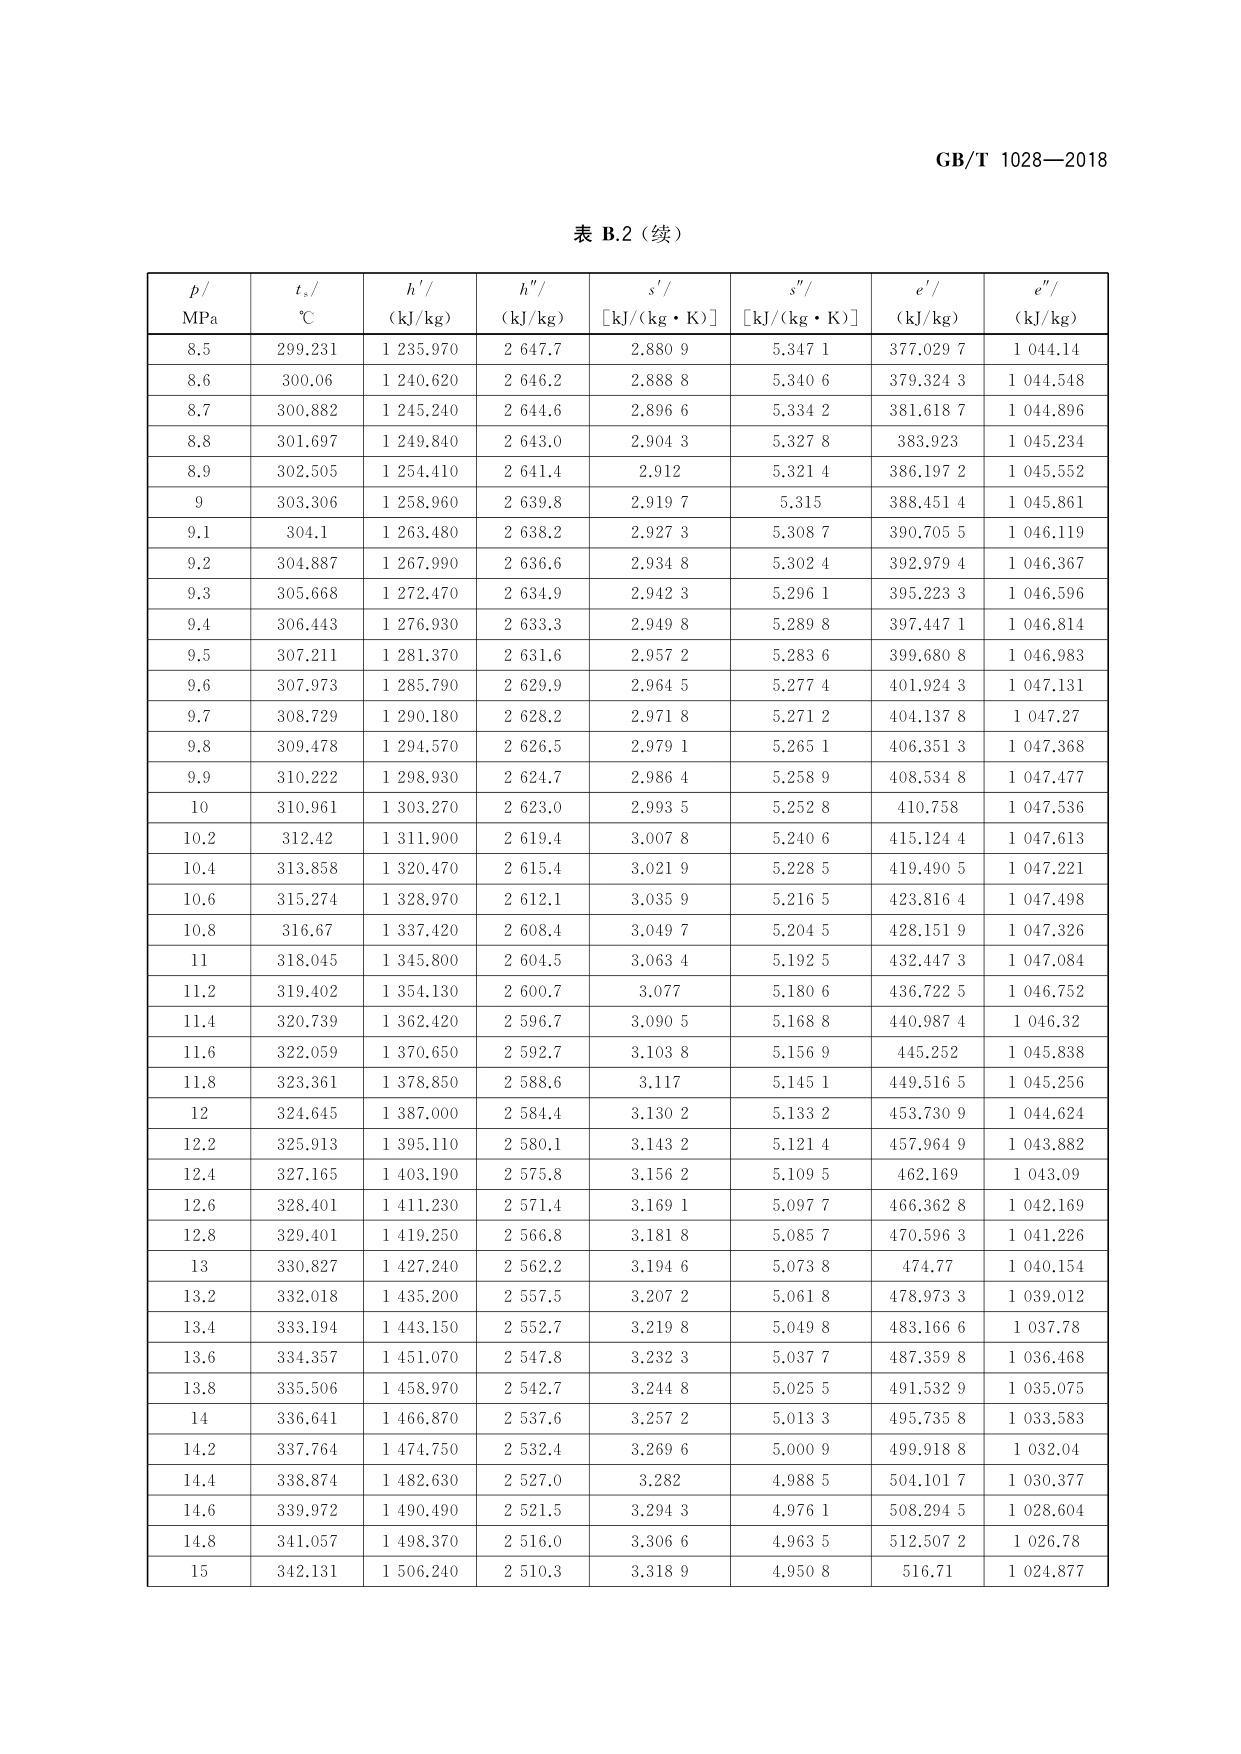 GB/T 1028—2018
表 B.2（续）
p/ t_s/ h′/ h″/ s′/ s″/ e′/ e″/
MPa ℃ (kJ/kg) (kJ/kg) [kJ/(kg·K)] [kJ/(kg·K)] (kJ/kg) (kJ/kg)
8.5 299.231 1 235.970 2 647.7 2.880 9 5.347 1 377.029 7 1 044.14
8.6 300.06 1 240.620 2 646.2 2.888 8 5.340 6 379.324 3 1 044.548
8.7 300.882 1 245.240 2 644.6 2.896 6 5.334 2 381.618 7 1 044.896
8.8 301.697 1 249.840 2 643.0 2.904 3 5.327 8 383.923 1 045.234
8.9 302.505 1 254.410 2 641.4 2.912 5.321 4 386.197 2 1 045.552
9 303.306 1 258.960 2 639.8 2.919 7 5.315 388.451 4 1 045.861
9.1 304.1 1 263.480 2 638.2 2.927 3 5.308 7 390.705 5 1 046.119
9.2 304.887 1 267.990 2 636.6 2.934 8 5.302 4 392.979 4 1 046.367
9.3 305.668 1 272.470 2 634.9 2.942 3 5.296 1 395.223 3 1 046.596
9.4 306.443 1 276.930 2 633.3 2.949 8 5.289 8 397.447 1 1 046.814
9.5 307.211 1 281.370 2 631.6 2.957 2 5.283 6 399.680 8 1 046.983
9.6 307.973 1 285.790 2 629.9 2.964 5 5.277 4 401.924 3 1 047.131
9.7 308.729 1 290.180 2 628.2 2.971 8 5.271 2 404.137 8 1 047.27
9.8 309.478 1 294.570 2 626.5 2.979 1 5.265 1 406.351 3 1 047.368
9.9 310.222 1 298.930 2 624.7 2.986 4 5.258 9 408.534 8 1 047.477
10 310.961 1 303.270 2 623.0 2.993 5 5.252 8 410.758 1 047.536
10.2 312.42 1 311.900 2 619.4 3.007 8 5.240 6 415.124 4 1 047.613
10.4 313.858 1 320.470 2 615.4 3.021 9 5.228 5 419.490 5 1 047.221
10.6 315.274 1 328.970 2 612.1 3.035 9 5.216 5 423.816 4 1 047.498
10.8 316.67 1 337.420 2 608.4 3.049 7 5.204 5 428.151 9 1 047.326
11 318.045 1 345.800 2 604.5 3.063 4 5.192 5 432.447 3 1 047.084
11.2 319.402 1 354.130 2 600.7 3.077 5.180 6 436.722 5 1 046.752
11.4 320.739 1 362.420 2 596.7 3.090 5 5.168 8 440.987 4 1 046.32
11.6 322.059 1 370.650 2 592.7 3.103 8 5.156 9 445.252 1 045.838
11.8 323.361 1 378.850 2 588.6 3.117 5.145 1 449.516 5 1 045.256
12 324.645 1 387.000 2 584.4 3.130 2 5.133 2 453.730 9 1 044.624
12.2 325.913 1 395.110 2 580.1 3.143 2 5.121 4 457.964 9 1 043.882
12.4 327.165 1 403.190 2 575.8 3.156 2 5.109 5 462.169 1 043.09
12.6 328.401 1 411.230 2 571.4 3.169 1 5.097 7 466.362 8 1 042.169
12.8 329.401 1 419.250 2 566.8 3.181 8 5.085 7 470.596 3 1 041.226
13 330.827 1 427.240 2 562.2 3.194 6 5.073 8 474.77 1 040.154
13.2 332.018 1 435.200 2 557.5 3.207 2 5.061 8 478.973 3 1 039.012
13.4 333.194 1 443.150 2 552.7 3.219 8 5.049 8 483.166 6 1 037.78
13.6 334.357 1 451.070 2 547.8 3.232 3 5.037 7 487.359 8 1 036.468
13.8 335.506 1 458.970 2 542.7 3.244 8 5.025 5 491.532 9 1 035.075
14 336.641 1 466.870 2 537.6 3.257 2 5.013 3 495.735 8 1 033.583
14.2 337.764 1 474.750 2 532.4 3.269 6 5.000 9 499.918 8 1 032.04
14.4 338.874 1 482.630 2 527.0 3.282 4.988 5 504.101 7 1 030.377
14.6 339.972 1 490.490 2 521.5 3.294 3 4.976 1 508.294 5 1 028.604
14.8 341.057 1 498.370 2 516.0 3.306 6 4.963 5 512.507 2 1 026.78
15 342.131 1 506.240 2 510.3 3.318 9 4.950 8 516.71 1 024.877